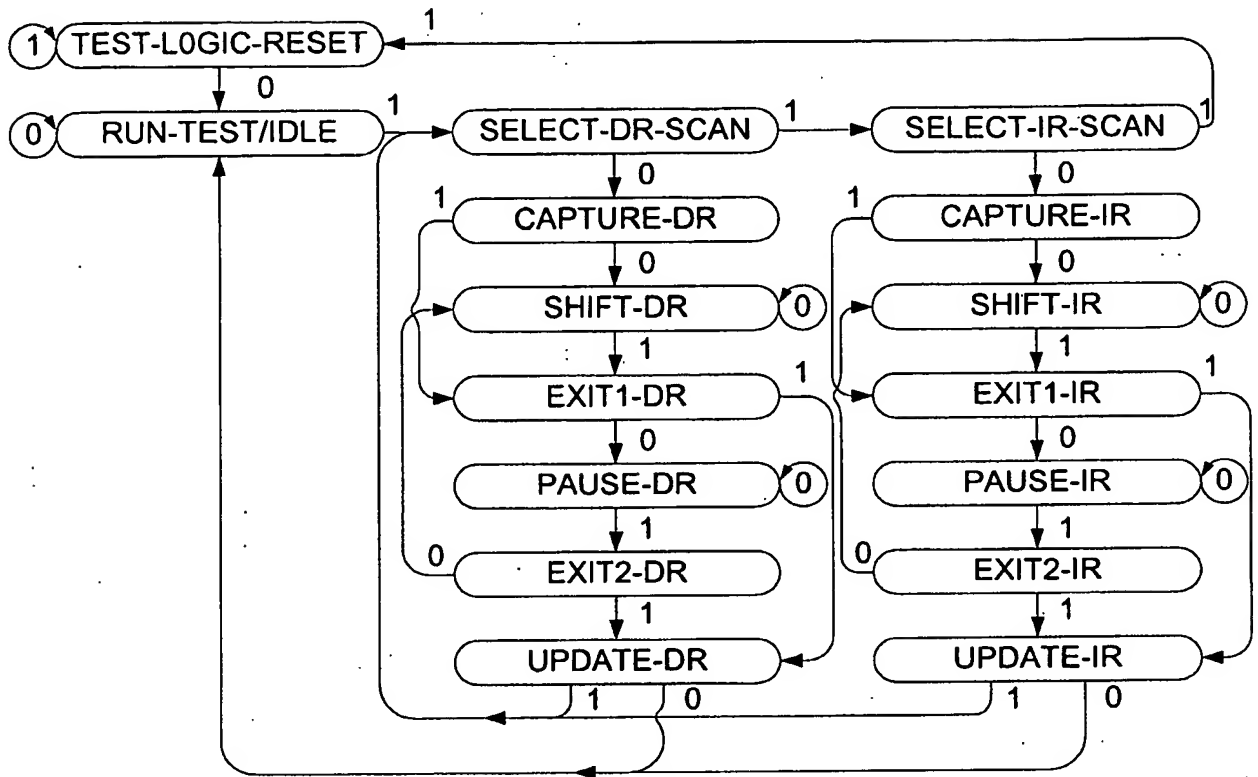 1
1 TEST-L0GIC-RESET
0
0 RUN-TEST/IDLE 1 SELECT-DR-SCAN 1 SELECT-IR-SCAN 1
0 0
1 CAPTURE-DR 1 CAPTURE-IR
0 0
SHIFT-DR 0 SHIFT-IR 0
1 1
EXIT1-DR 1 EXIT1-IR 1
0 0
PAUSE-DR 0 PAUSE-IR 0
1 1
0 EXIT2-DR 0 EXIT2-IR
1 1
UPDATE-DR UPDATE-IR
1 0 1 0